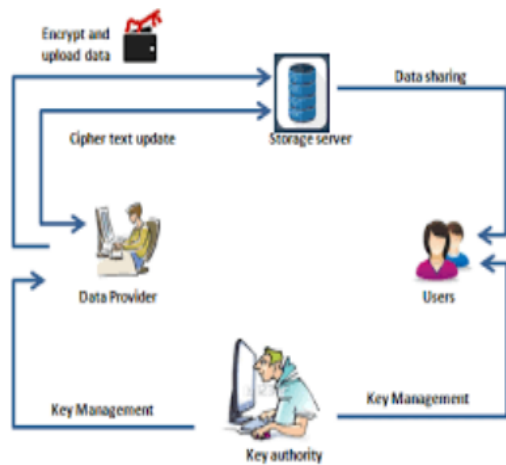 Encrypt and
upload data
Data sharing
Cipher text update
Storage server
Data Provider
Users
Key Management
Key Management
Key authority